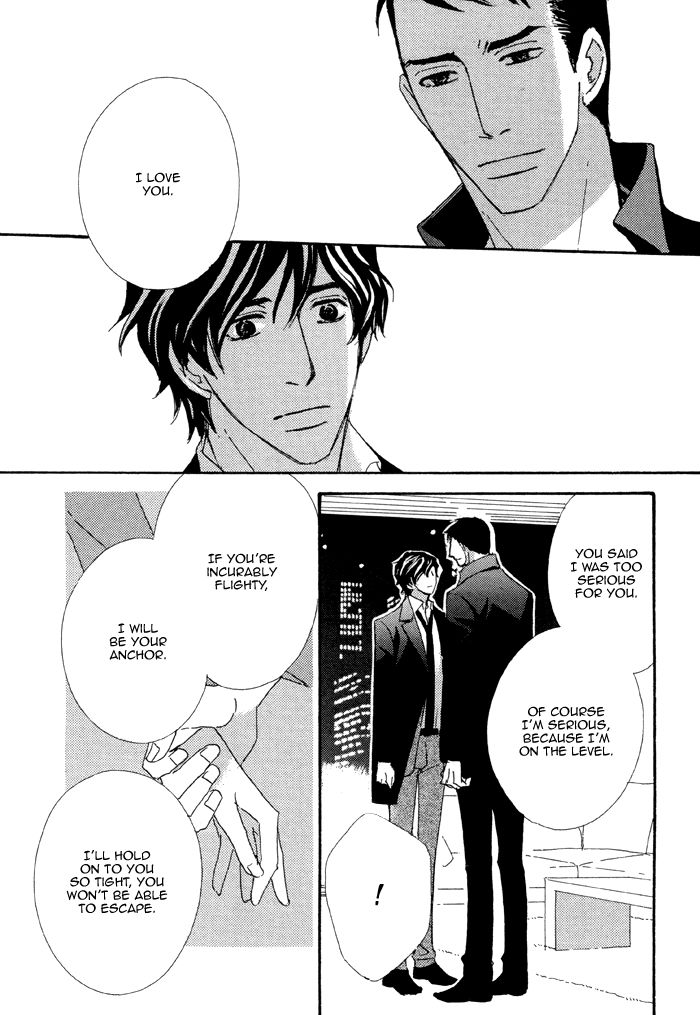 I LOVE
YOU.
YOU SAID
I WAS TOO
SERIOUS
FOR YOU.
OF COURSE
I'M SERIOUS,
BECAUSE I'M
ON THE LEVEL.
!
IF YOU'RE
INCURABLY
FLIGHTY,
I WILL
BE YOUR
ANCHOR.
I'LL HOLD
ON TO YOU
SO TIGHT, YOU
WON'T BE ABLE
TO ESCAPE.